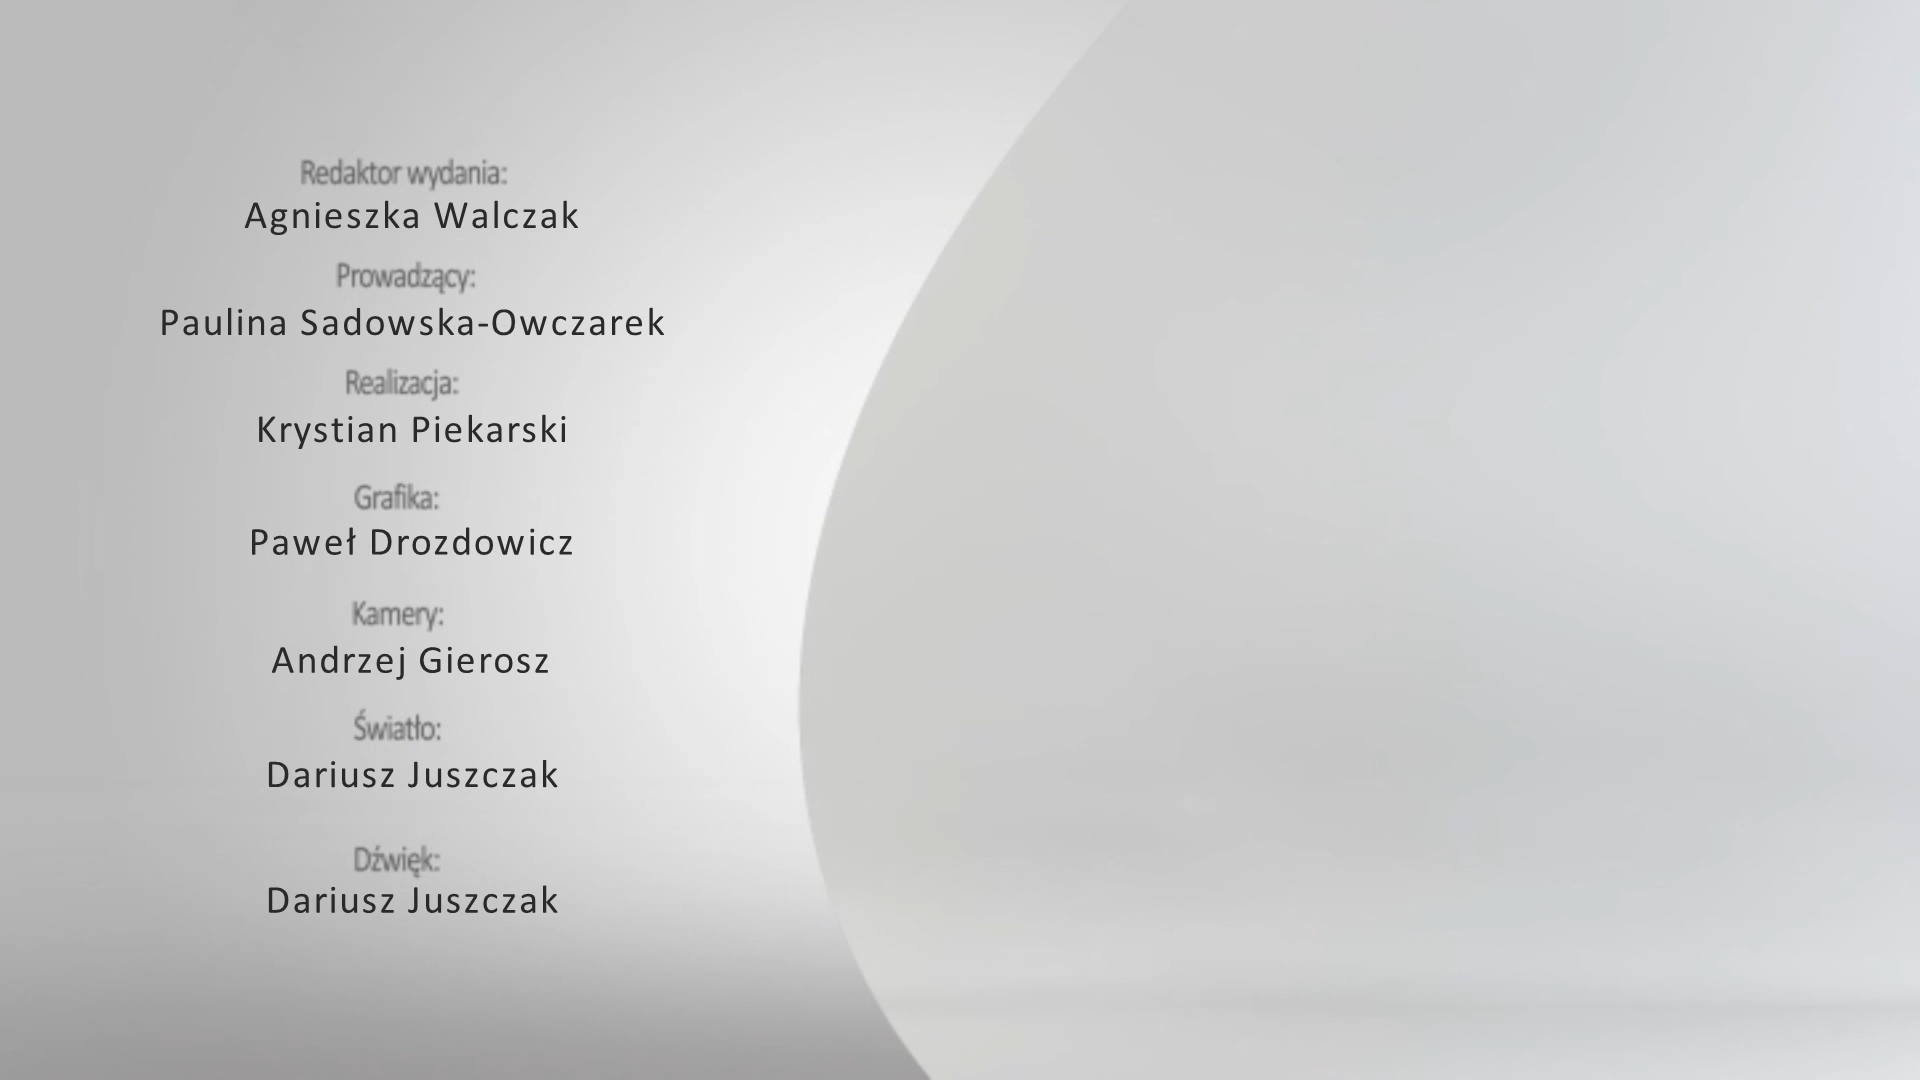 Redaktor wydania:
Agnieszka Walczak
Prowadzący:
Paulina Sadowska-Owczarek
Realizacja:
Krystian Piekarski
Grafika:
Paweł Drozdowicz
Kamery:
Andrzej Gierosz
Światło:
Dariusz Juszczak
Dźwięk:
Dariusz Juszczak